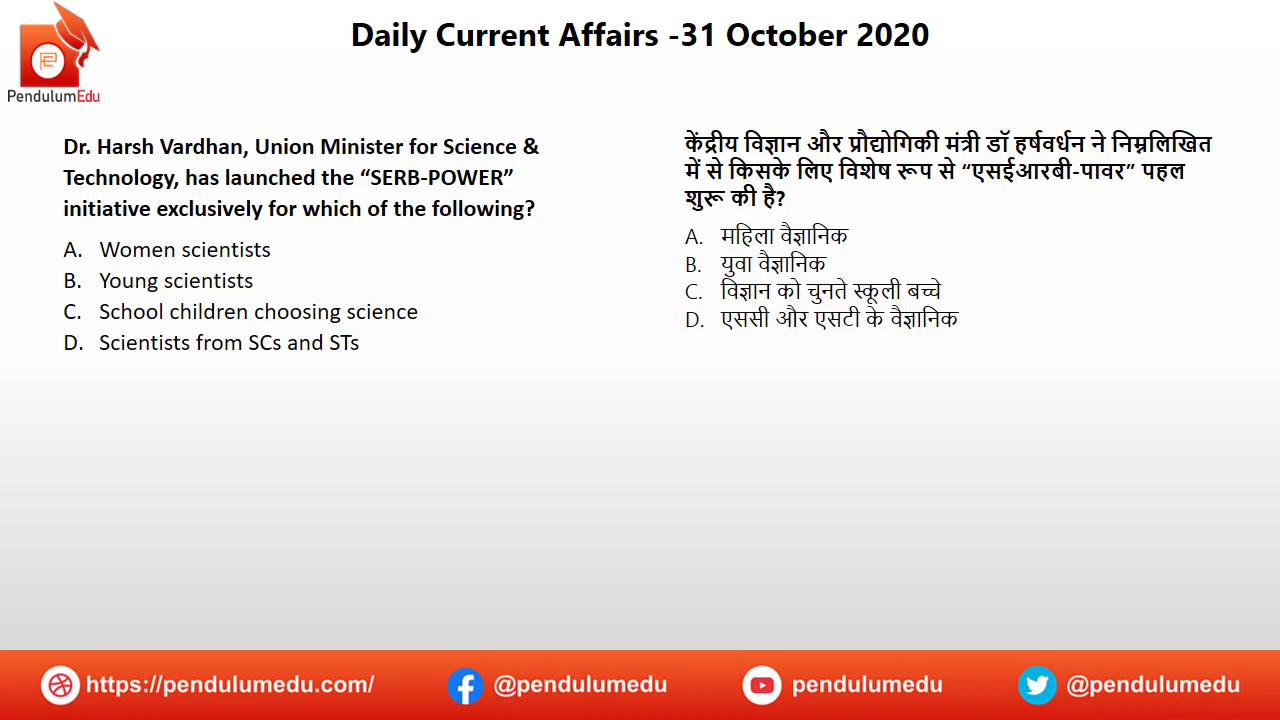 Daily Current Affairs -31 October 2020
PendulumEdu
Dr. Harsh Vardhan, Union Minister for Science &
Technology, has launched the “SERB-POWER”
initiative exclusively for which of the following?
A. Women scientists
B. Young scientists
C. School children choosing science
D. Scientists from SCs and STs
केंद्रीय विज्ञान और प्रौद्योगिकी मंत्री डॉ हर्षवर्धन ने निम्नलिखित
में से किसके लिए विशेष रूप से “एसईआरबी-पावर” पहल
शुरू की है?
A. महिला वैज्ञानिक
B. युवा वैज्ञानिक
C. विज्ञान को चुनते स्कूली बच्चे
D. एससी और एसटी के वैज्ञानिक
https://pendulumedu.com/
@pendulumedu
pendulumedu
@pendulumedu